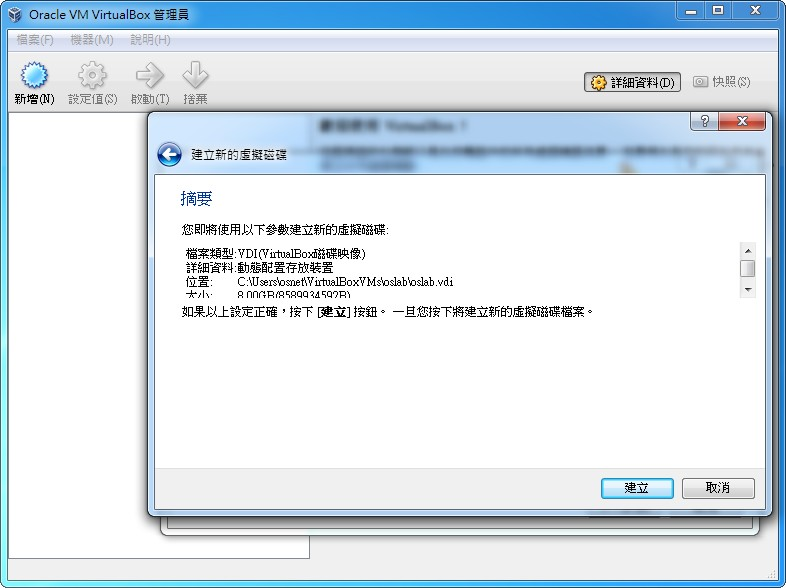 Oracle VM VirtualBox 管理員
檔案(F) 機器(M) 說明(H)
新增(N) 設定值(S) 啟動(T) 捨棄
詳細資料(D) 快照(S)
歡迎使用 VirtualBox！
建立新的虛擬磁碟
摘要
您即將使用以下參數建立新的虛擬磁碟:
檔案類型:VDI(VirtualBox磁碟映像)
詳細資料:動態配置存放裝置
位置: C:\Users\osnet\VirtualBoxVMs\oslab\oslab.vdi
大小: 8.00GB(8589934592B)
如果以上設定正確，按下 [建立] 按鈕。 一旦您按下將建立新的虛擬磁碟檔案。
建立 取消